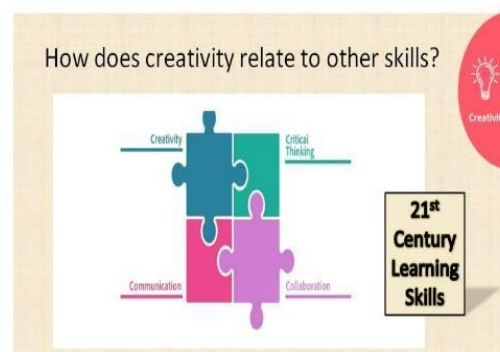 How does creativity relate to other skills?
Creativity
Critical
Thinking
Communication
Collaboration
21st
Century
Learning
Skills